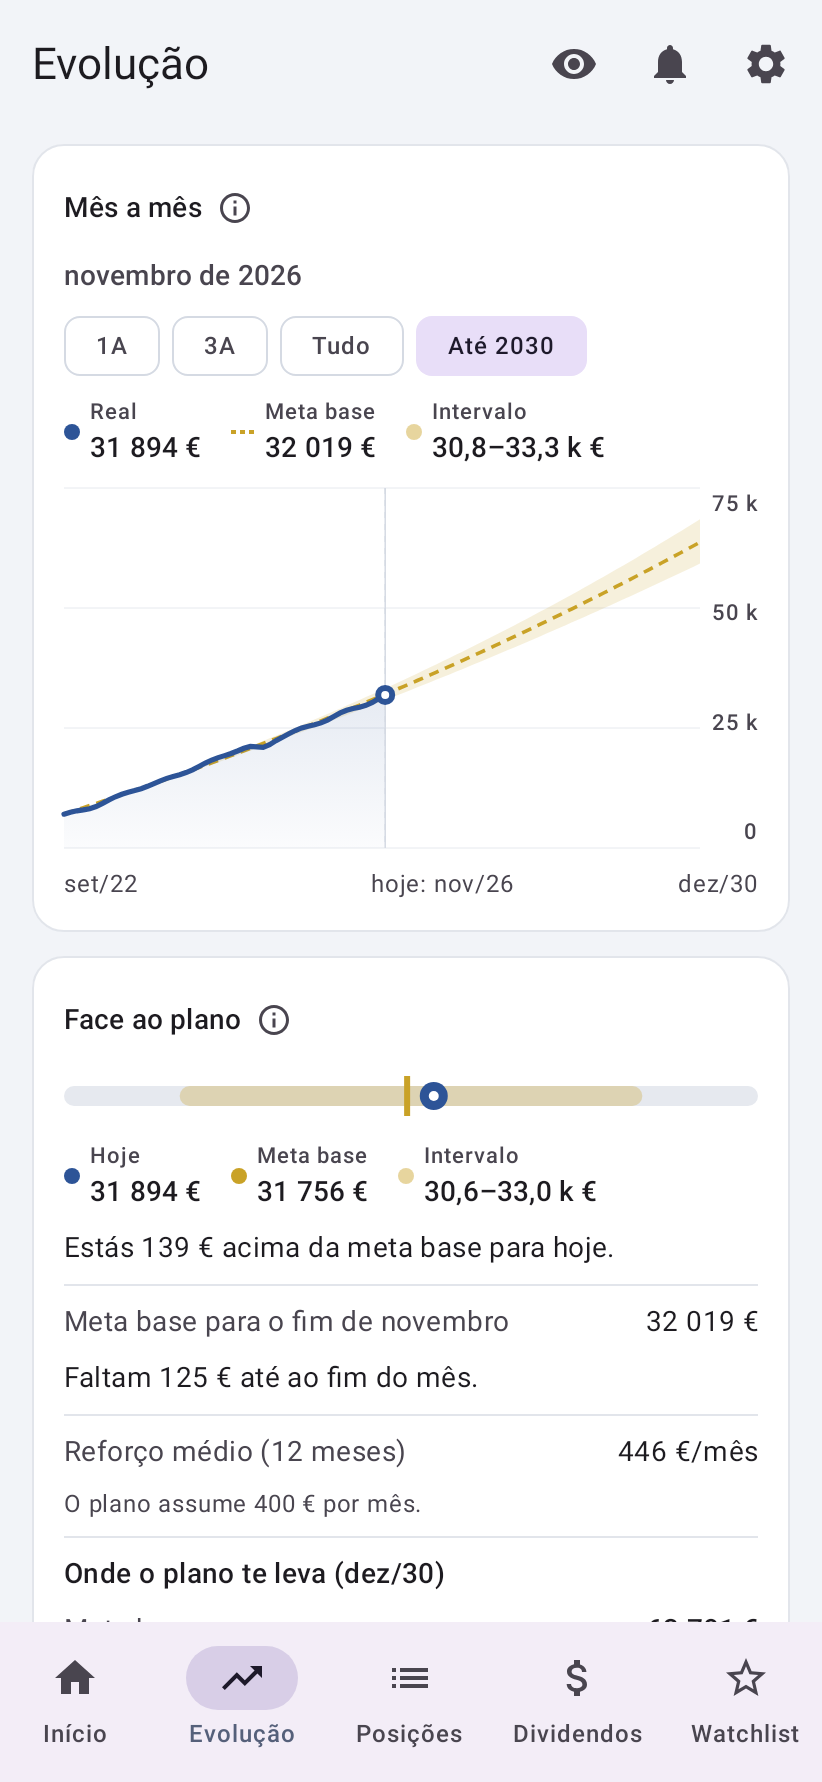 Evolução
Mês a mês
novembro de 2026
1A 3A Tudo Até 2030
Real Meta base Intervalo
31 894 € 32 019 € 30,8–33,3 k €
75 k
50 k
25 k
0
set/22 hoje: nov/26 dez/30
Face ao plano
Hoje Meta base Intervalo
31 894 € 31 756 € 30,6–33,0 k €
Estás 139 € acima da meta base para hoje.
Meta base para o fim de novembro 32 019 €
Faltam 125 € até ao fim do mês.
Reforço médio (12 meses) 446 €/mês
O plano assume 400 € por mês.
Onde o plano te leva (dez/30)
Início Evolução Posições Dividendos Watchlist